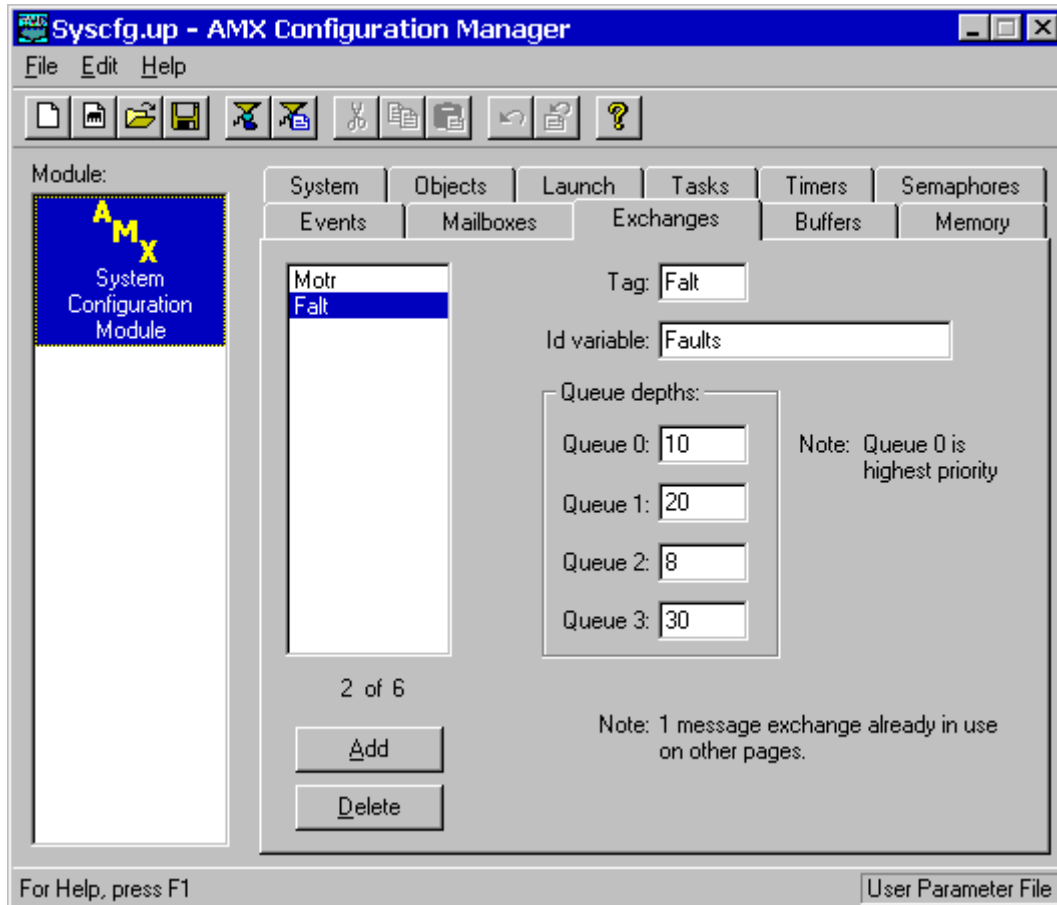 Syscfg.up - AMX Configuration Manager
File Edit Help
Module:
AMX
System
Configuration
Module
System Objects Launch Tasks Timers Semaphores
Events Mailboxes Exchanges Buffers Memory
Motr
Falt
2 of 6
Add
Delete
Tag: Falt
Id variable: Faults
Queue depths:
Queue 0: 10
Queue 1: 20
Queue 2: 8
Queue 3: 30
Note: Queue 0 is
highest priority
Note: 1 message exchange already in use
on other pages.
For Help, press F1
User Parameter File